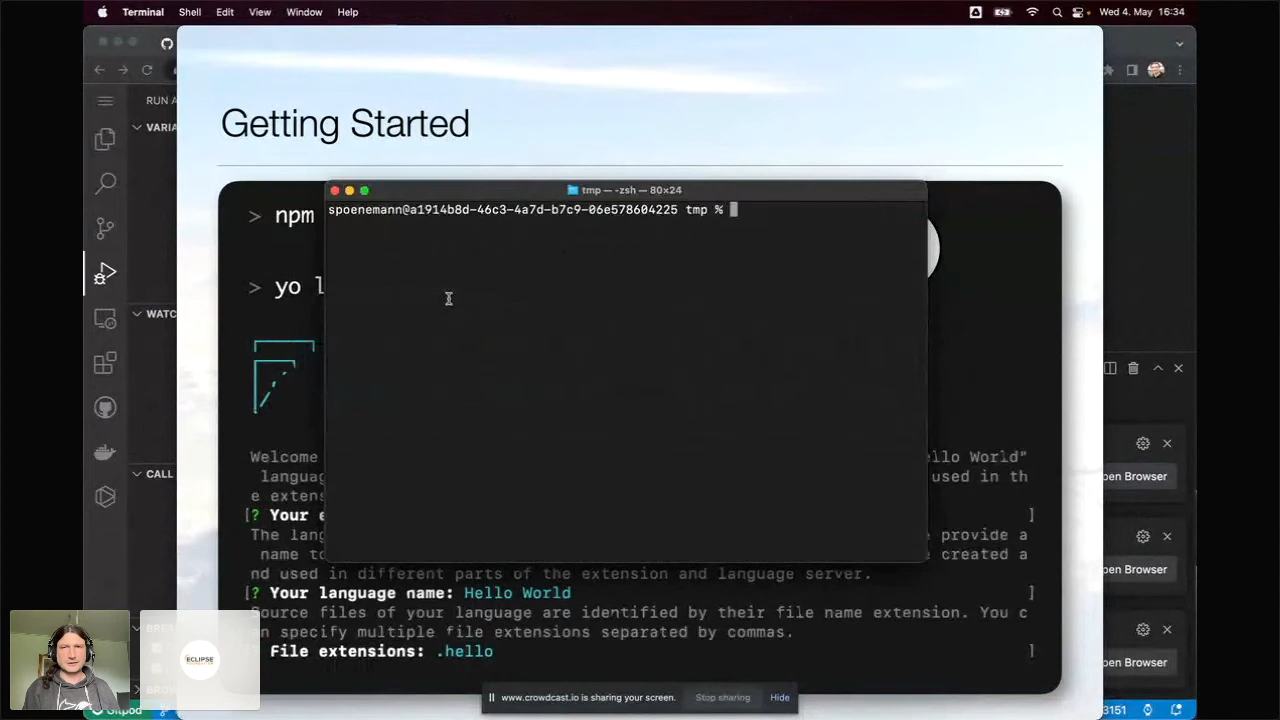 Terminal Shell Edit View Window Help
Wed 4. May 16:34
RUN A
VARIA
Getting Started
tmp — -zsh — 80×24
spoenemann@a1914b8d-46c3-4a7d-b7c9-06e578604225 tmp %
> npm
> yo l
WATC
Welcome
ello World"
languag
used in th
e extens
pen Browser
CALL
[? Your e ]
The lang
e provide a
name to
e created a
nd used in different parts of the extension and language server.
pen Browser
[? Your language name: Hello World ]
Source files of your language are identified by their file name extension. You c
n specify multiple file extensions separated by commas.
File extensions: .hello ]
pen Browser
ECLIPSE
FOUNDATION
BRE
BROW
www.crowdcast.io is sharing your screen. Stop sharing Hide
Gitpod
3151